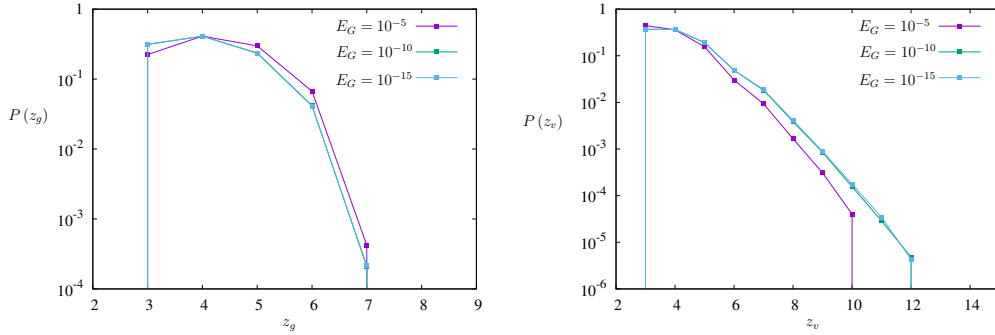 10⁰
10⁻¹
10⁻²
10⁻³
10⁻⁴
P (z_g)
2 3 4 5 6 7 8 9
z_g
E_G = 10⁻⁵
E_G = 10⁻¹⁰
E_G = 10⁻¹⁵
10⁰
10⁻¹
10⁻²
10⁻³
10⁻⁴
10⁻⁵
10⁻⁶
P (z_v)
2 4 6 8 10 12 14
z_v
E_G = 10⁻⁵
E_G = 10⁻¹⁰
E_G = 10⁻¹⁵